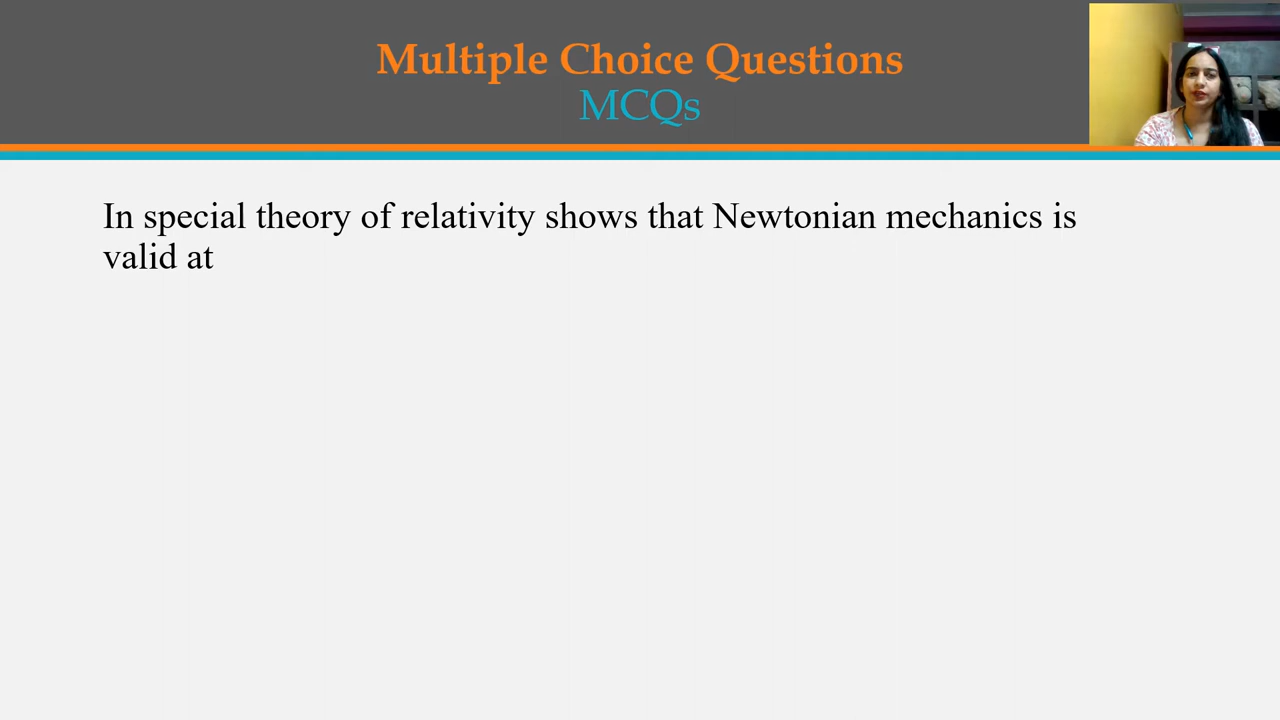 Multiple Choice Questions
MCQs
In special theory of relativity shows that Newtonian mechanics is
valid at